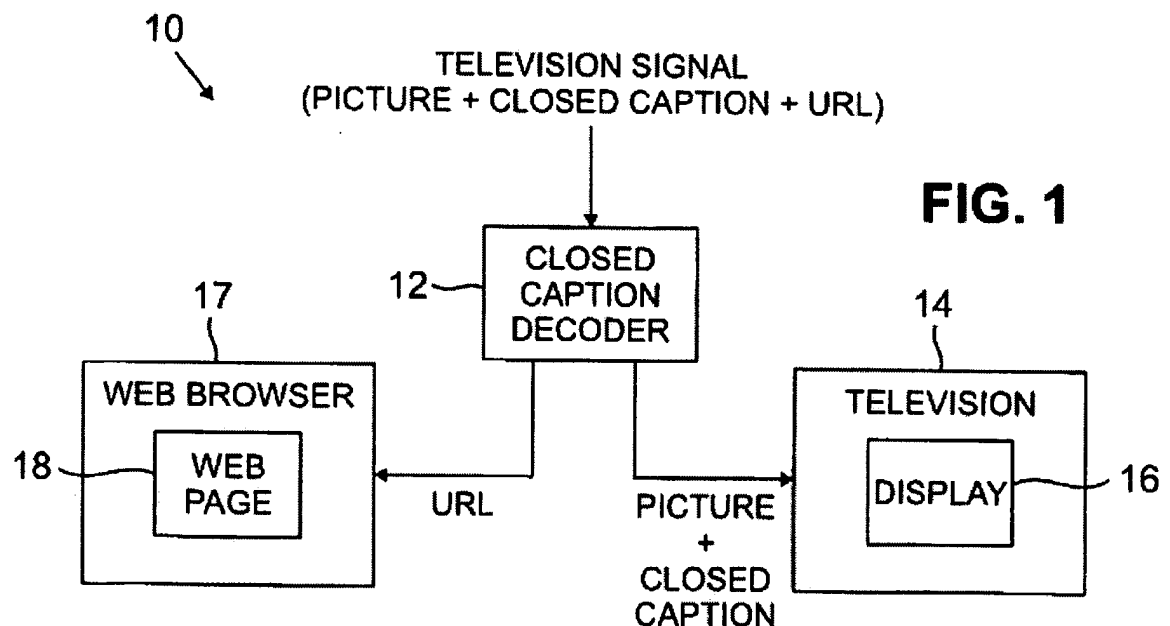 10
TELEVISION SIGNAL
(PICTURE + CLOSED CAPTION + URL)
FIG. 1
12
CLOSED
CAPTION
DECODER
17
WEB BROWSER
18
WEB
PAGE
URL
PICTURE
+
CLOSED
CAPTION
14
TELEVISION
DISPLAY
16